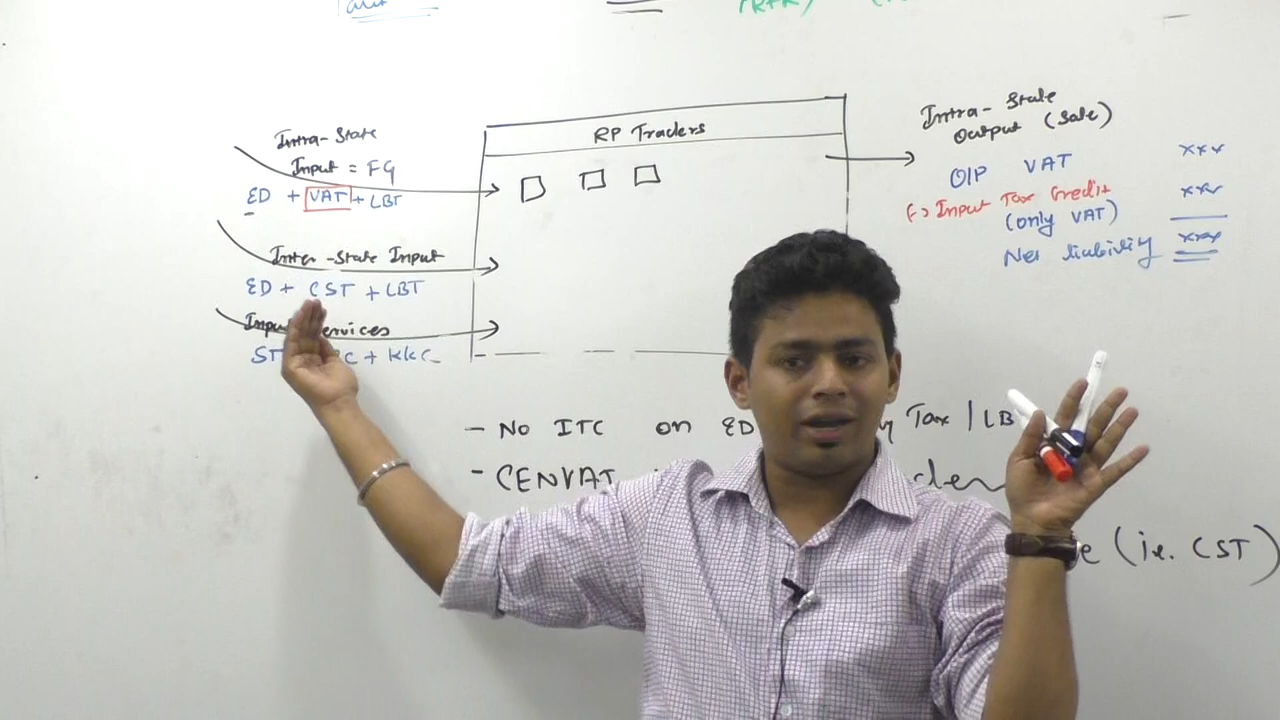 Intra-State
Input = FG
ED + VAT + LBT
Inter-State Input
ED + CST + LBT
Services
ST + KKC
RP Traders
Intra-State
Output (Sale)
O/P VAT xxx
(-) Input Tax Credit xxx
(only VAT)
Net liability xxx
- No ITC on ED Tax / LB
- CENVAT
(i.e. CST)